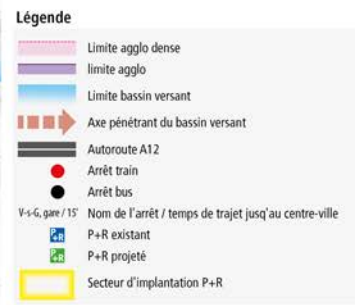 Légende
Limite agglo dense
limite agglo
Limite bassin versant
Axe pénétrant du bassin versant
Autoroute A12
Arrêt train
Arrêt bus
V-s-G, gare / 15' Nom de l'arrêt / temps de trajet jusq'au centre-ville
P+R P+R existant
P+R P+R projeté
Secteur d'implantation P+R